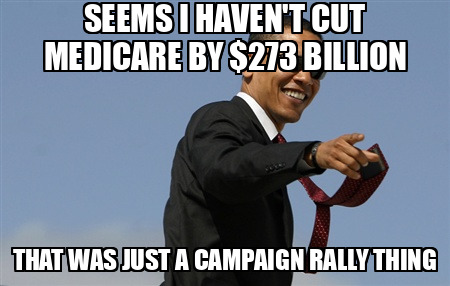 SEEMS I HAVEN'T CUT
MEDICARE BY $273 BILLION
THAT WAS JUST A CAMPAIGN RALLY THING